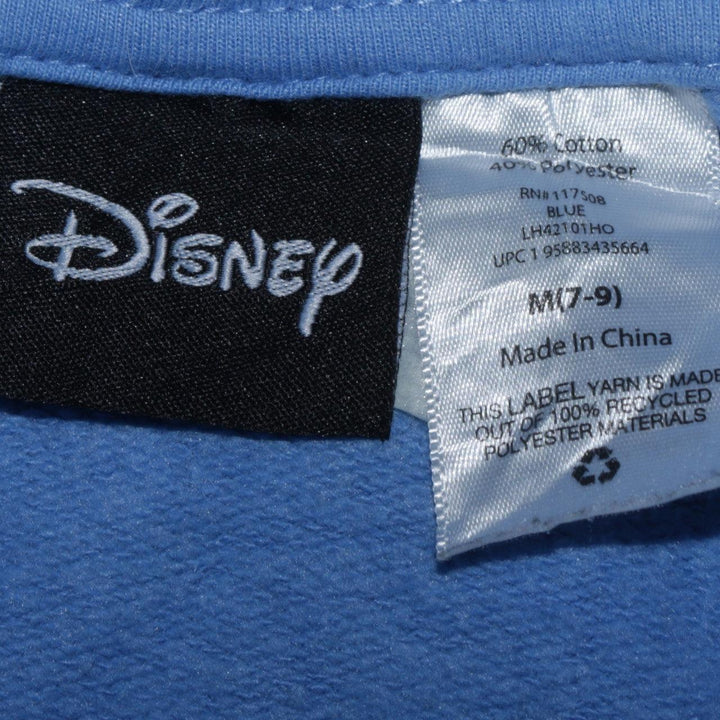 Disney
60% Cotton
40% Polyester
RN# 117508
BLUE
LH42101HO
UPC 1 95883435664
M(7-9)
Made In China
THIS LABEL YARN IS MADE
OUT OF 100% RECYCLED
POLYESTER MATERIALS